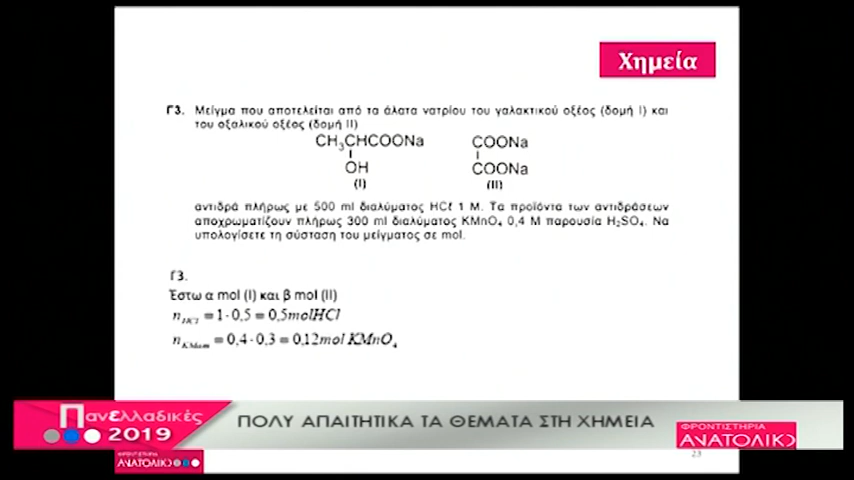 Χημεία
Γ3. Μείγμα που αποτελείται από τα άλατα νατρίου του γαλακτικού οξέος (δομή Ι) και
του οξαλικού οξέος (δομή ΙΙ)
CH₃CHCOONa COONa
OH COONa
(I) (II)
αντιδρά πλήρως με 500 ml διαλύματος HCℓ 1 M. Τα προϊόντα των αντιδράσεων
αποχρωματίζουν πλήρως 300 ml διαλύματος KMnO₄ 0,4 M παρουσία H₂SO₄. Να
υπολογίσετε τη σύσταση του μείγματος σε mol.
Γ3.
Έστω α mol (I) και β mol (II)
n_HCl = 1·0,5 = 0,5molHCl
n_KMnO4 = 0,4·0,3 = 0,12mol KMnO₄
Πανελλαδικές
2019
ΠΟΛΥ ΑΠΑΙΤΗΤΙΚΑ ΤΑ ΘΕΜΑΤΑ ΣΤΗ ΧΗΜΕΙΑ
ΦΡΟΝΤΙΣΤΗΡΙΑ
ΑΝΑΤΟΛΙΚΟ
ΦΡΟΝΤΙΣΤΗΡΙΑ
ΑΝΑΤΟΛΙΚΟ
23